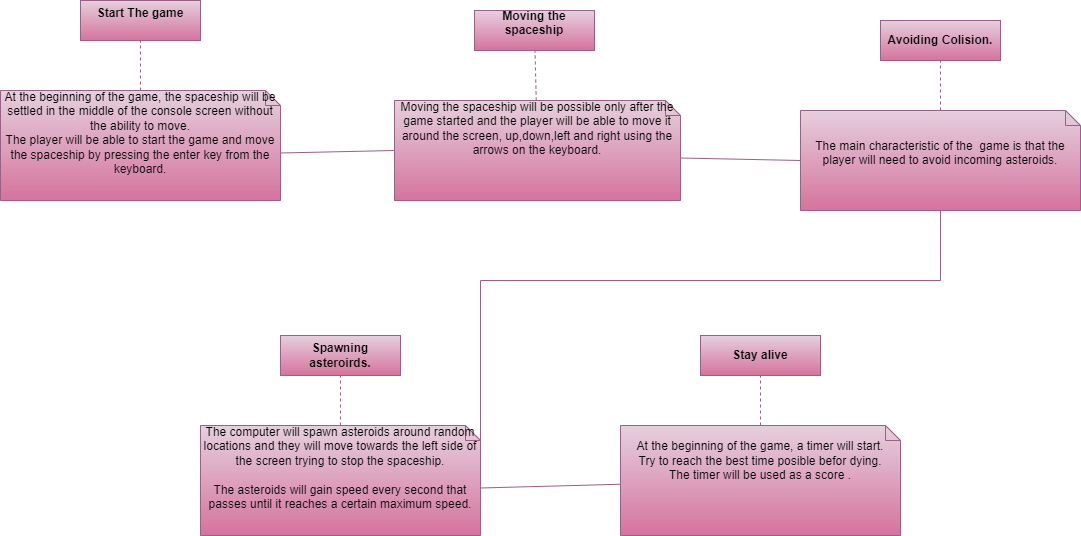 Start The game
At the beginning of the game, the spaceship will be
settled in the middle of the console screen without
the ability to move.
The player will be able to start the game and move
the spaceship by pressing the enter key from the
keyboard.
Moving the
spaceship
Moving the spaceship will be possible only after the
game started and the player will be able to move it
around the screen, up,down,left and right using the
arrows on the keyboard.
Avoiding Colision.
The main characteristic of the  game is that the
player will need to avoid incoming asteroids.
Spawning
asteroirds.
The computer will spawn asteroids around random
locations and they will move towards the left side of
the screen trying to stop the spaceship.
The asteroids will gain speed every second that
passes until it reaches a certain maximum speed.
Stay alive
At the beginning of the game, a timer will start.
Try to reach the best time posible befor dying.
The timer will be used as a score .